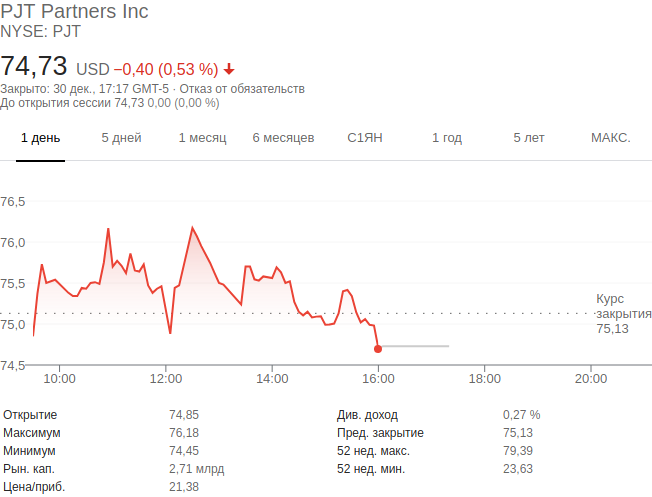 PJT Partners Inc
NYSE: PJT
74,73 USD −0,40 (0,53 %)
Закрыто: 30 дек., 17:17 GMT-5 · Отказ от обязательств
До открытия сессии 74,73 0,00 (0,00 %)
1 день 5 дней 1 месяц 6 месяцев С1ЯН 1 год 5 лет МАКС.
76,5
76,0
75,5
75,0
74,5
Курс
закрытия
75,13
10:00 12:00 14:00 16:00 18:00 20:00
Открытие 74,85 Див. доход 0,27 %
Максимум 76,18 Пред. закрытие 75,13
Минимум 74,45 52 нед. макс. 79,39
Рын. кап. 2,71 млрд 52 нед. мин. 23,63
Цена/приб. 21,38